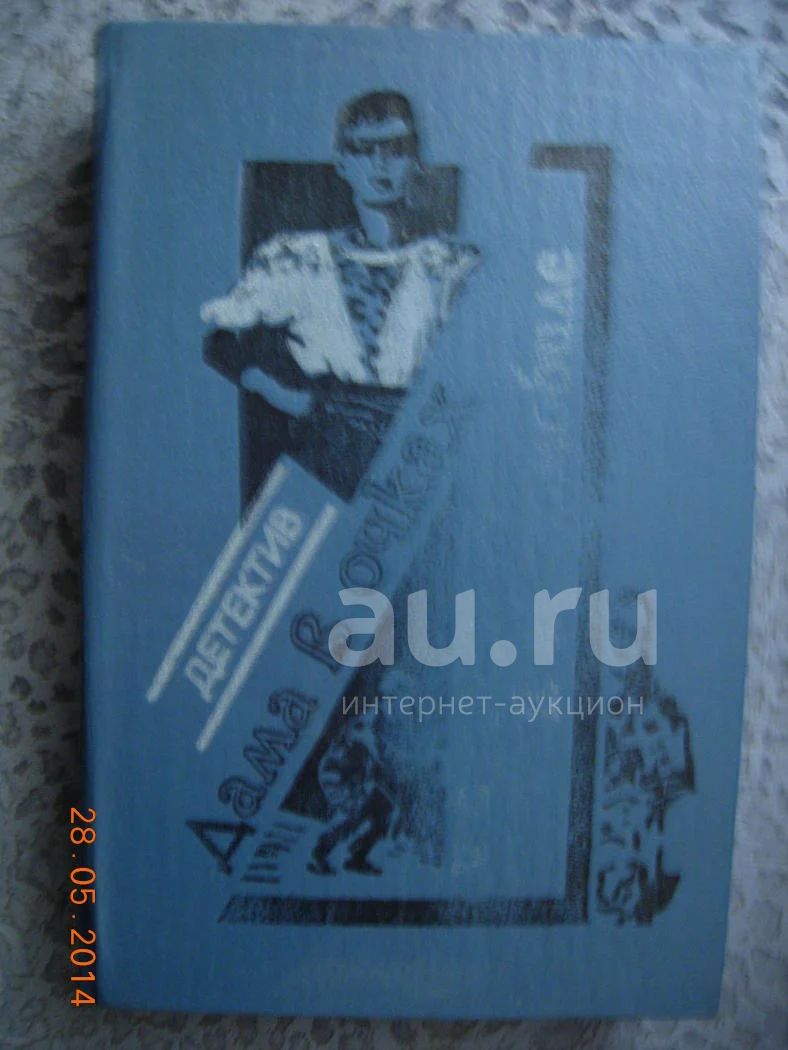 ДЕТЕКТИВ
Дама в очках
au.ru
интернет-аукцион
28.05.2014